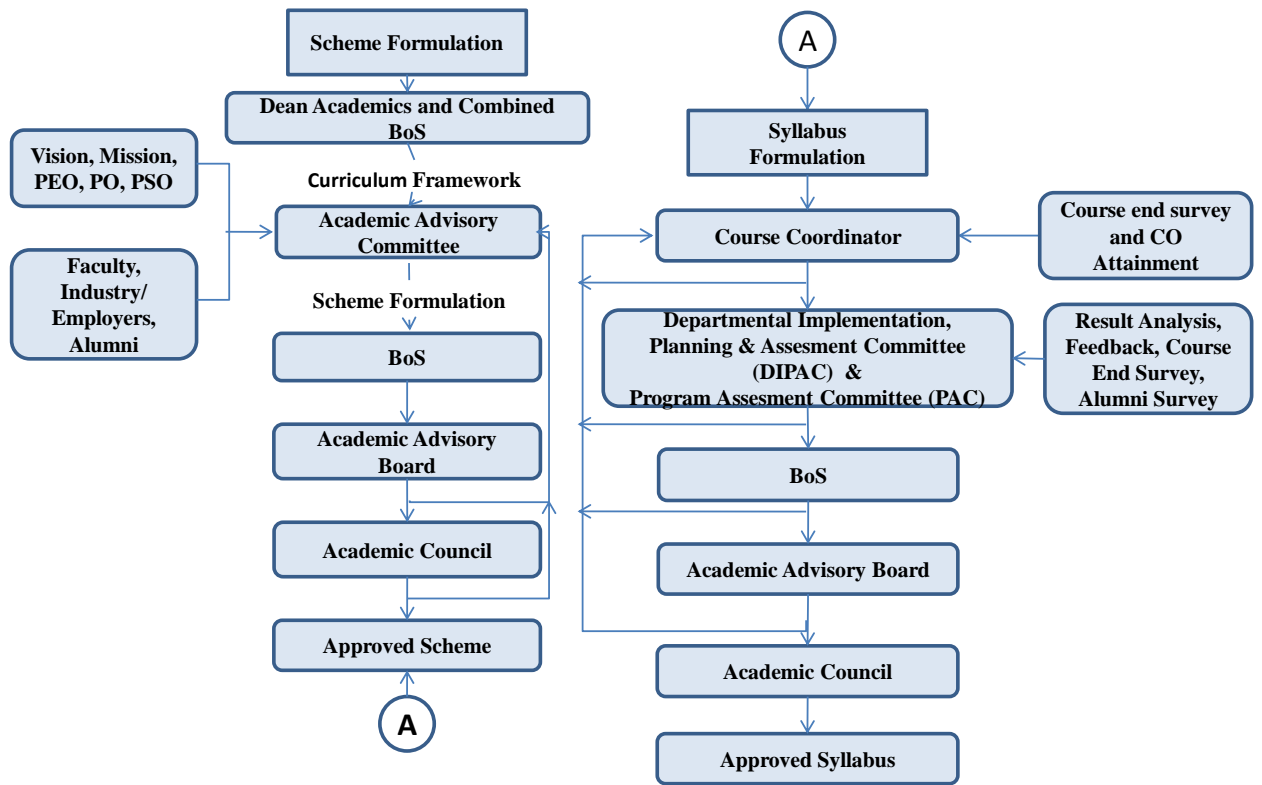 Scheme Formulation
Dean Academics and Combined
BoS
Vision, Mission,
PEO, PO, PSO
Curriculum Framework
Academic Advisory
Committee
Faculty,
Industry/
Employers,
Alumni
Scheme Formulation
BoS
Academic Advisory
Board
Academic Council
Approved Scheme
A
A
Syllabus
Formulation
Course Coordinator
Course end survey
and CO
Attainment
Departmental Implementation,
Planning & Assesment Committee
(DIPAC) &
Program Assesment Committee (PAC)
Result Analysis,
Feedback, Course
End Survey,
Alumni Survey
BoS
Academic Advisory Board
Academic Council
Approved Syllabus